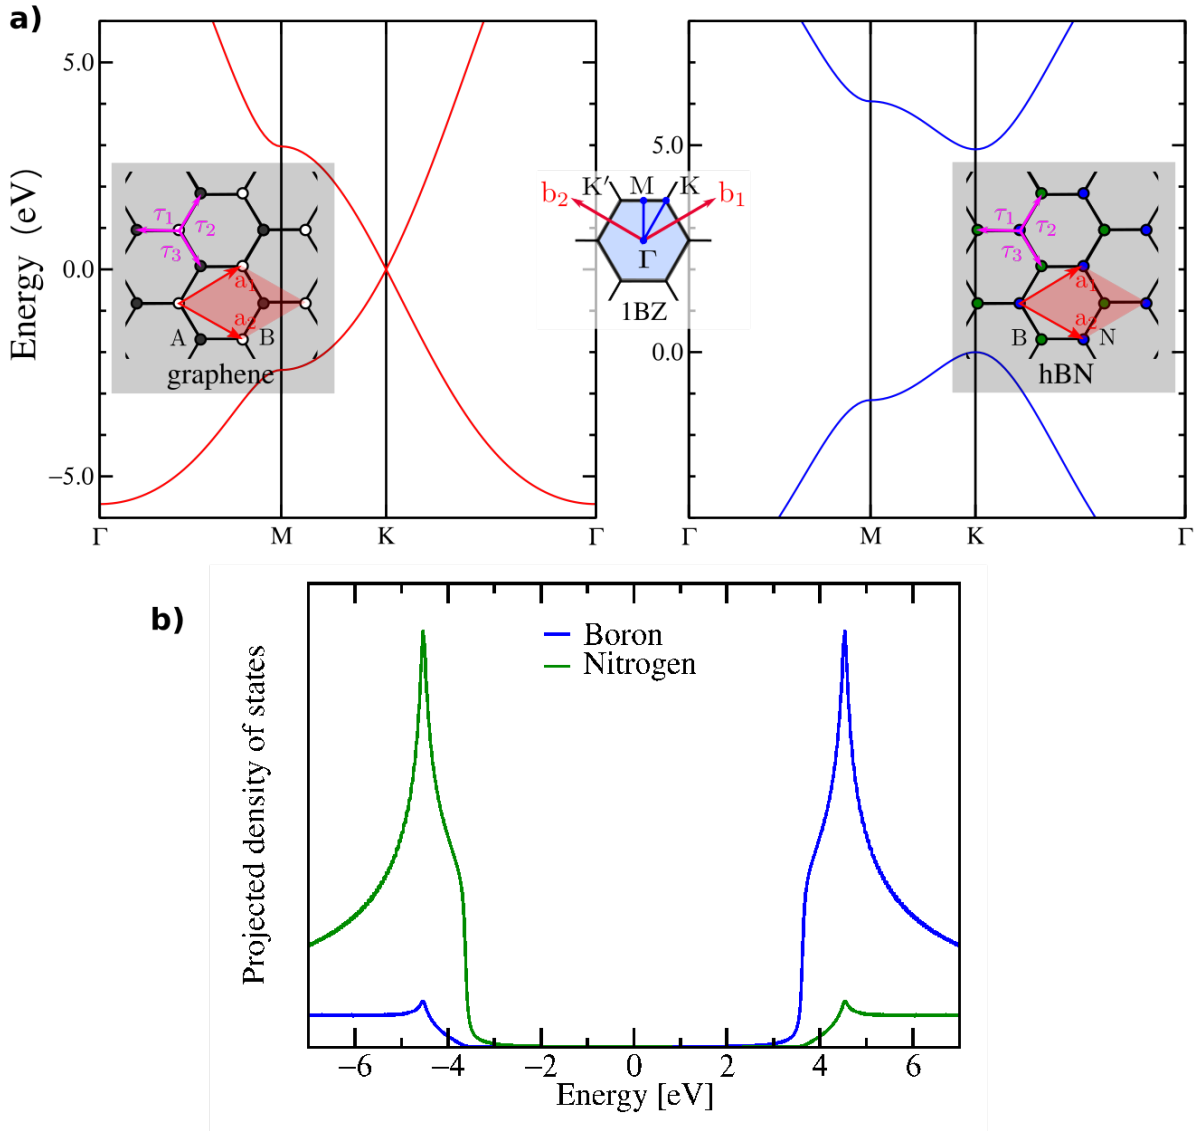 a)
Energy (eV)
5.0
0.0
−5.0
Γ
M
K
Γ
τ1
τ2
τ3
a1
a2
A
B
graphene
K′
M
K
b2
b1
Γ
1BZ
5.0
0.0
Γ
M
K
Γ
τ1
τ2
τ3
a1
a2
B
N
hBN
b)
Projected density of states
Boron
Nitrogen
−6
−4
−2
0
2
4
6
Energy [eV]